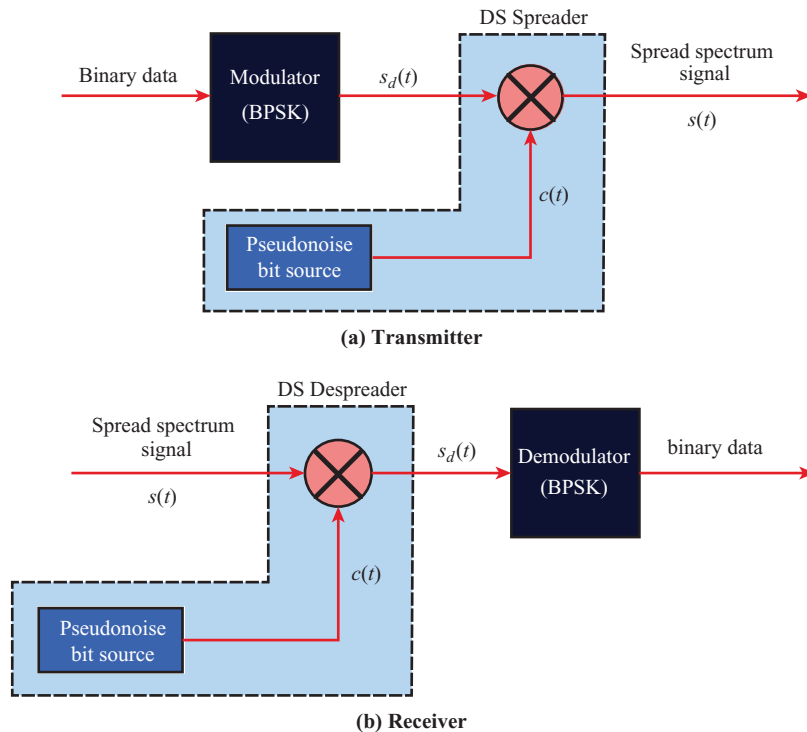 DS Spreader
Binary data
Modulator
(BPSK)
s_d(t)
Spread spectrum
signal
s(t)
c(t)
Pseudonoise
bit source
(a) Transmitter
DS Despreader
Spread spectrum
signal
s(t)
s_d(t)
Demodulator
(BPSK)
binary data
c(t)
Pseudonoise
bit source
(b) Receiver